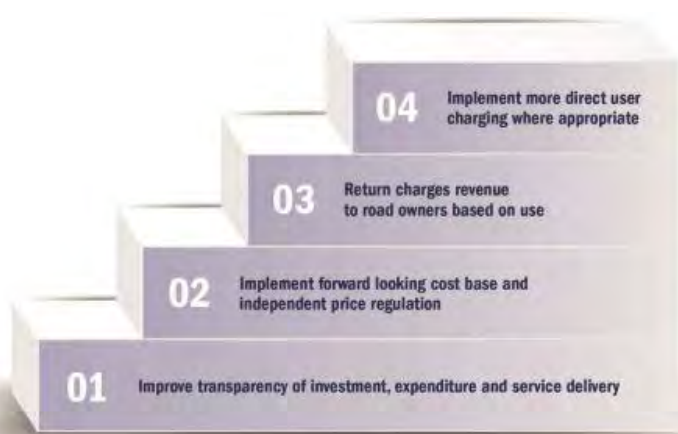 04
Implement more direct user
charging where appropriate
03
Return charges revenue
to road owners based on use
02
Implement forward looking cost base and
independent price regulation
01
Improve transparency of investment, expenditure and service delivery